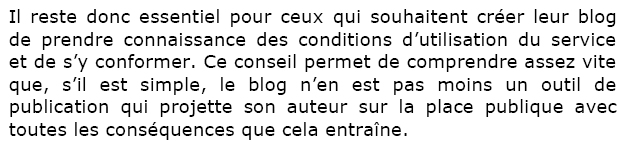 Il reste donc essentiel pour ceux qui souhaitent créer leur blog
de prendre connaissance des conditions d’utilisation du service
et de s’y conformer. Ce conseil permet de comprendre assez vite
que, s’il est simple, le blog n’en est pas moins un outil de
publication qui projette son auteur sur la place publique avec
toutes les conséquences que cela entraîne.